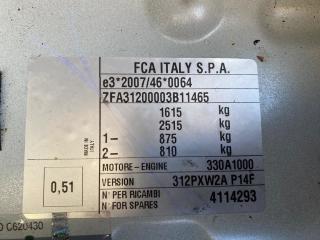 FCA ITALY S.P.A.
e3*2007/46*0064
ZFA31200003B11465
1615 kg
2515 kg
1- 875 kg
2- 810 kg
MADE IN ITALY
MOTORE - ENGINE 330A1000
VERSION 312PXW2A P14F
N° PER RICAMBI
N° FOR SPARES 4114293
0,51
C620430